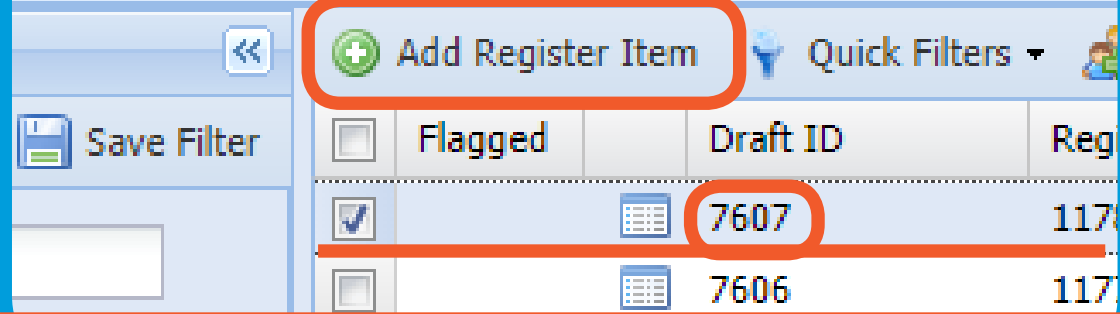 Add Register Item Quick Filters
Save Filter
Flagged Draft ID
7607
7606